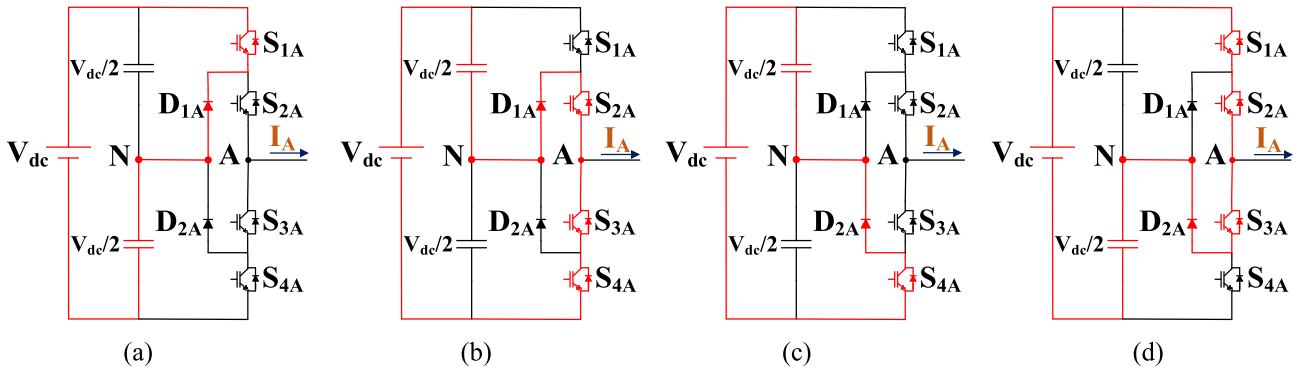 S1A
Vdc/2
D1A
S2A
IA
Vdc
N
A
D2A
S3A
Vdc/2
S4A
(a)
S1A
Vdc/2
D1A
S2A
IA
Vdc
N
A
D2A
S3A
Vdc/2
S4A
(b)
S1A
Vdc/2
D1A
S2A
IA
Vdc
N
A
D2A
S3A
Vdc/2
S4A
(c)
S1A
Vdc/2
D1A
S2A
IA
Vdc
N
A
D2A
S3A
Vdc/2
S4A
(d)